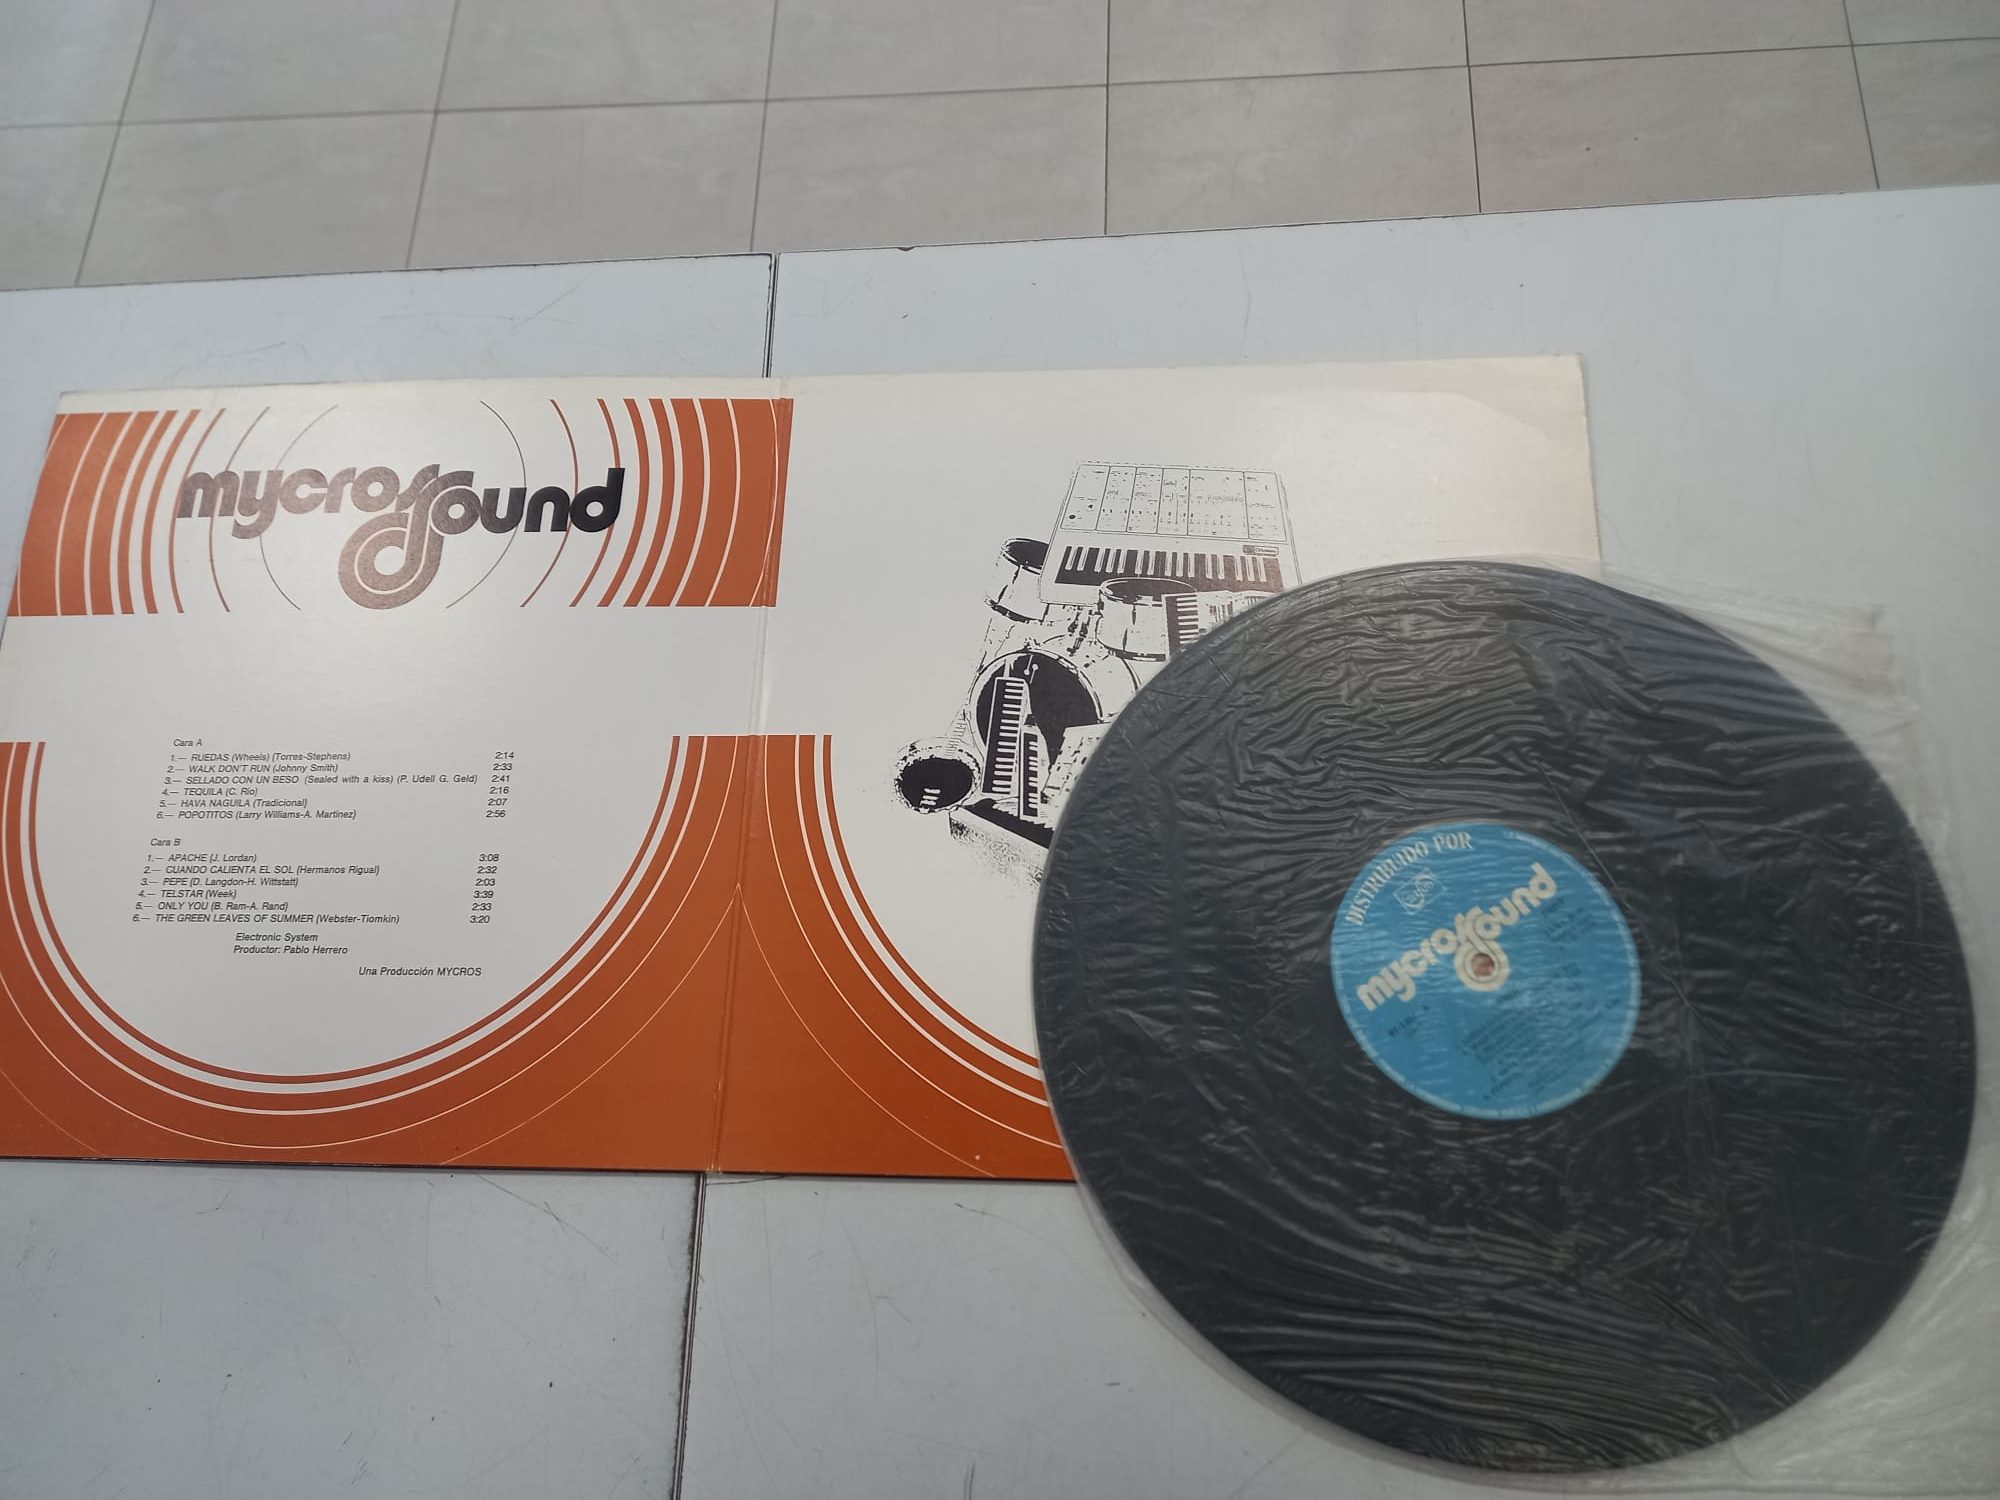 mycrossound
Cara A
1.— RUEDAS (Wheels) (Torres-Stephens) 2:14
2.— WALK DON'T RUN (Johnny Smith) 2:33
3.— SELLADO CON UN BESO (Sealed with a kiss) (P. Udell G. Geld) 2:41
4.— TEQUILA (C. Rio) 2:16
5.— HAVA NAGUILA (Tradicional) 2:07
6.— POPOTITOS (Larry Williams-A. Martinez) 2:56
Cara B
1.— APACHE (J. Lordan) 3:08
2.— CUANDO CALIENTA EL SOL (Hermanos Rigual) 2:32
3.— PEPE (D. Langdon-H. Wittstatt) 2:03
4.— TELSTAR (Week) 3:39
5.— ONLY YOU (B. Ram-A. Rand) 2:33
6.— THE GREEN LEAVES OF SUMMER (Webster-Tiomkin) 3:20
Electronic System
Productor: Pablo Herrero
Una Producción MYCROS
DISTRIBUIDO POR
mycrossound